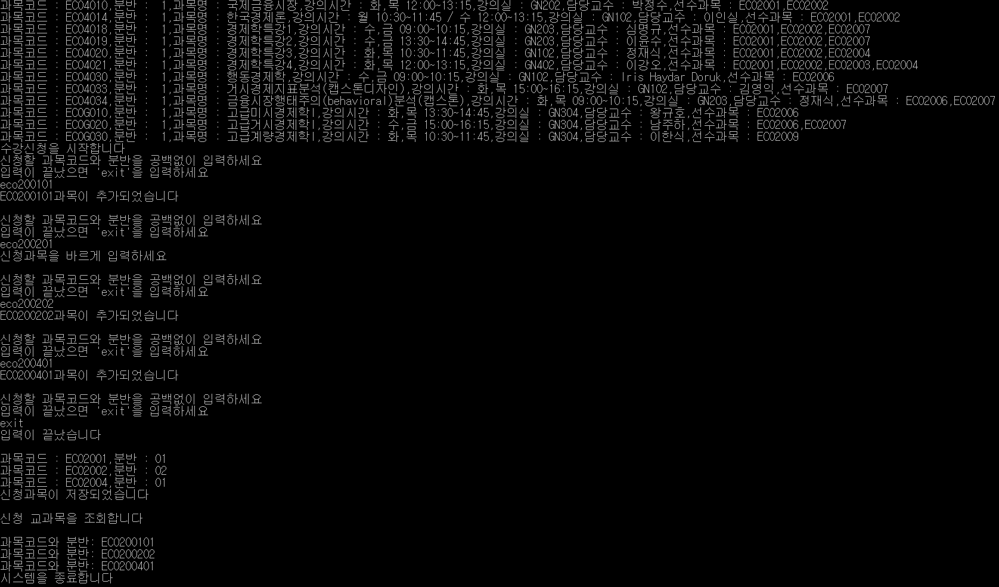 과목코드 : ECO4010,분반 :  1,과목명 : 국제금융시장,강의시간 : 화,목 12:00~13:15,강의실 : GN202,담당교수 : 박정수,선수과목 : ECO2001,ECO2002
과목코드 : ECO4014,분반 :  1,과목명 : 한국경제론,강의시간 : 월 10:30~11:45 / 수 12:00~13:15,강의실 : GN102,담당교수 : 이인실,선수과목 : ECO2001,ECO2002
과목코드 : ECO4018,분반 :  1,과목명 : 경제학특강1,강의시간 : 수,금 09:00~10:15,강의실 : GN203,담당교수 : 심명규,선수과목 : ECO2001,ECO2002,ECO2007
과목코드 : ECO4019,분반 :  1,과목명 : 경제학특강2,강의시간 : 수,금 13:30~14:45,강의실 : GN203,담당교수 : 이윤수,선수과목 : ECO2001,ECO2002,ECO2007
과목코드 : ECO4020,분반 :  1,과목명 : 경제학특강3,강의시간 : 화,목 10:30~11:45,강의실 : GN102,담당교수 : 정재식,선수과목 : ECO2001,ECO2002,ECO2004
과목코드 : ECO4021,분반 :  1,과목명 : 경제학특강4,강의시간 : 화,목 12:00~13:15,강의실 : GN402,담당교수 : 이강오,선수과목 : ECO2001,ECO2002,ECO2003,ECO2004
과목코드 : ECO4030,분반 :  1,과목명 : 행동경제학,강의시간 : 수,금 09:00~10:15,강의실 : GN102,담당교수 : Iris Haydar Doruk,선수과목 : ECO2006
과목코드 : ECO4033,분반 :  1,과목명 : 거시경제지표분석(캡스톤디자인),강의시간 : 화,목 15:00~16:15,강의실 : GN102,담당교수 : 김영익,선수과목 : ECO2007
과목코드 : ECO4034,분반 :  1,과목명 : 금융시장행태주의(behavioral)분석(캡스톤),강의시간 : 화,목 09:00~10:15,강의실 : GN203,담당교수 : 정재식,선수과목 : ECO2006,ECO2007
과목코드 : ECOG010,분반 :  1,과목명 : 고급미시경제학I,강의시간 : 화,목 13:30~14:45,강의실 : GN304,담당교수 : 왕규호,선수과목 : ECO2006
과목코드 : ECOG020,분반 :  1,과목명 : 고급거시경제학I,강의시간 : 수,금 15:00~16:15,강의실 : GN304,담당교수 : 남주하,선수과목 : ECO2006,ECO2007
과목코드 : ECOG030,분반 :  1,과목명 : 고급계량경제학I,강의시간 : 화,목 10:30~11:45,강의실 : GN304,담당교수 : 이한식,선수과목 : ECO2009
수강신청을 시작합니다
신청할 과목코드와 분반을 공백없이 입력하세요
입력이 끝났으면 'exit'을 입력하세요
eco200101
ECO200101과목이 추가되었습니다

신청할 과목코드와 분반을 공백없이 입력하세요
입력이 끝났으면 'exit'을 입력하세요
eco200201
신청과목을 바르게 입력하세요

신청할 과목코드와 분반을 공백없이 입력하세요
입력이 끝났으면 'exit'을 입력하세요
eco200202
ECO200202과목이 추가되었습니다

신청할 과목코드와 분반을 공백없이 입력하세요
입력이 끝났으면 'exit'을 입력하세요
eco200401
ECO200401과목이 추가되었습니다

신청할 과목코드와 분반을 공백없이 입력하세요
입력이 끝났으면 'exit'을 입력하세요
exit
입력이 끝났습니다

과목코드 : ECO2001,분반 : 01
과목코드 : ECO2002,분반 : 02
과목코드 : ECO2004,분반 : 01
신청과목이 저장되었습니다

신청 교과목을 조회합니다

과목코드와 분반: ECO200101
과목코드와 분반: ECO200202
과목코드와 분반: ECO200401
시스템을 종료합니다